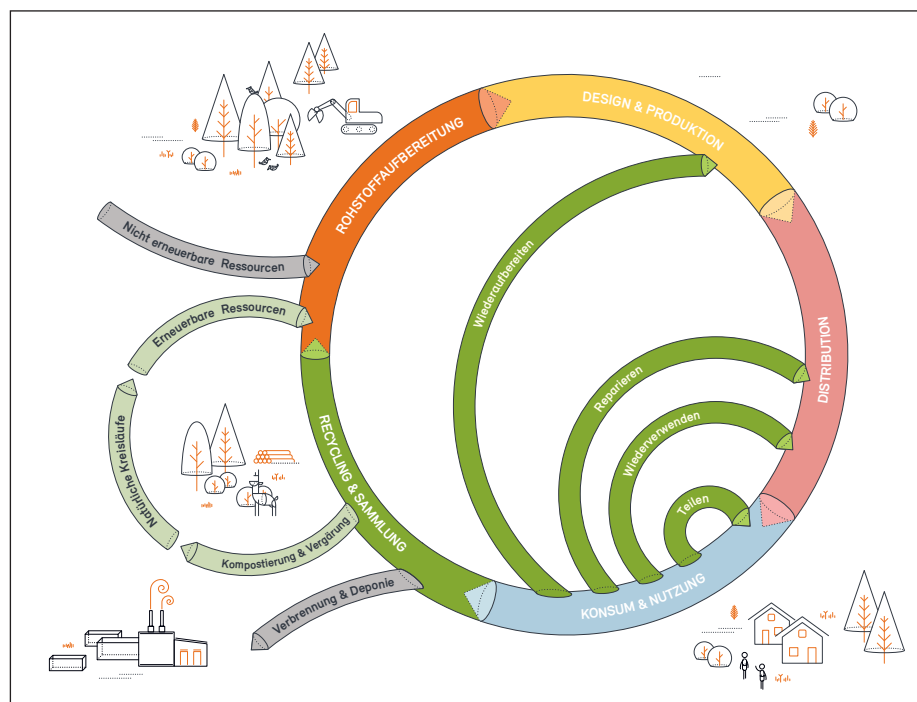 DESIGN & PRODUKTION
ROHSTOFFAUFBEREITUNG
Nicht erneuerbare Ressourcen
Wiederaufbereiten
Erneuerbare Ressourcen
DISTRIBUTION
Reparieren
Wiederverwenden
Natürliche Kreisläufe
RECYCLING & SAMMLUNG
Teilen
Kompostierung & Vergärung
Verbrennung & Deponie
KONSUM & NUTZUNG